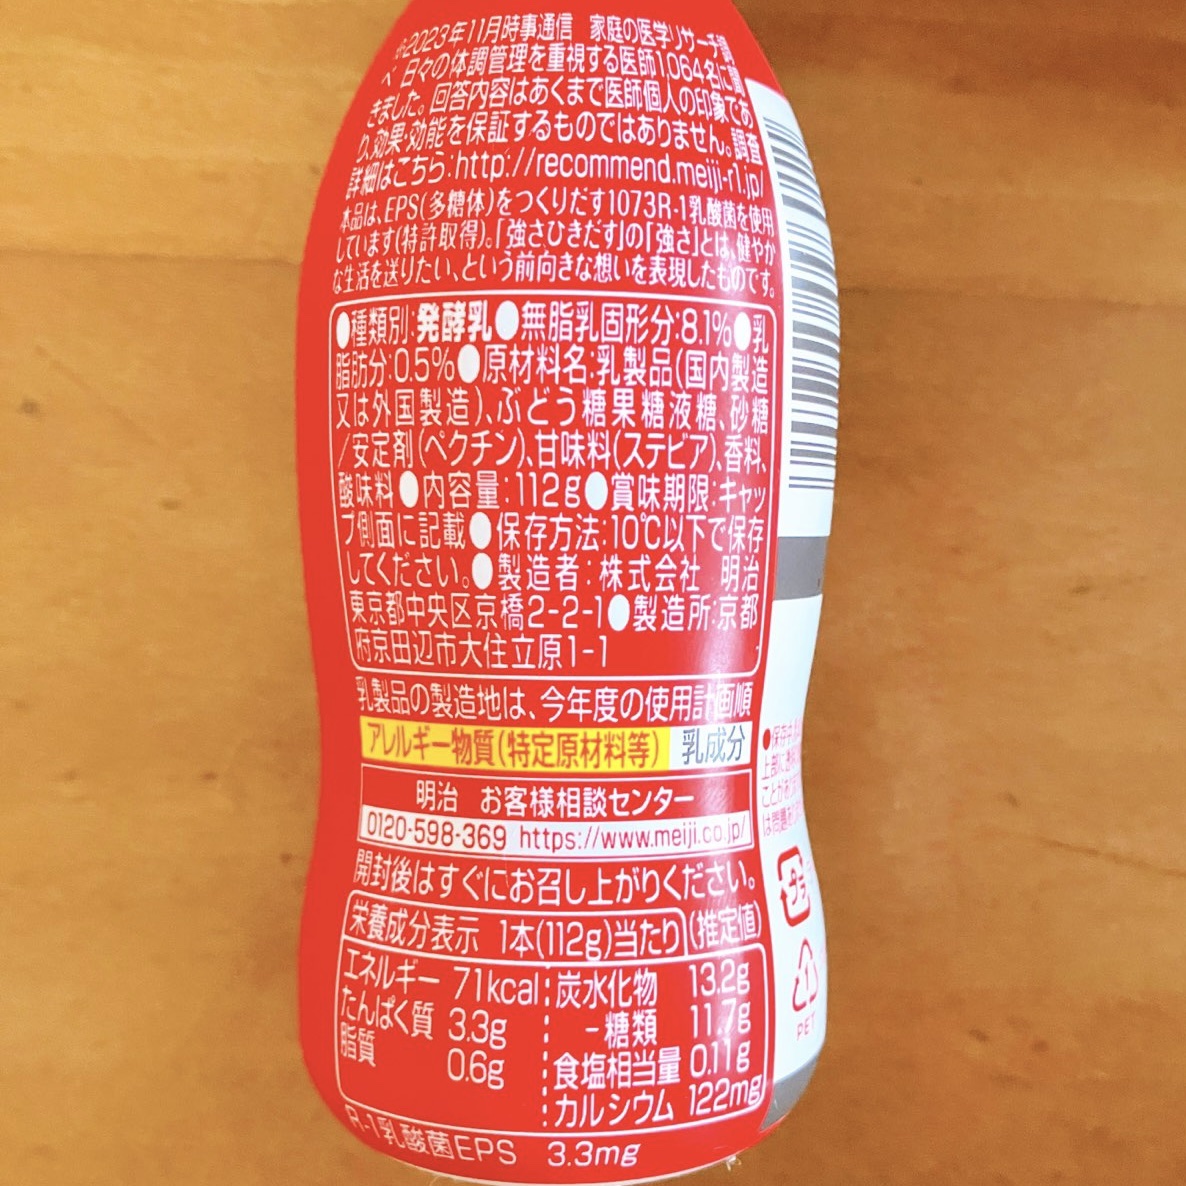 ※2023年11月時事通信 家庭の医学リサーチ調
べ 日々の体調管理を重視する医師1,064名に聞
きました。回答内容はあくまで医師個人の印象であ
り、効果・効能を保証するものではありません。調査
詳細はこちら:http://recommend.meiji-r1.jp/
本品は、EPS(多糖体)をつくりだす1073R-1乳酸菌を使用
しています(特許取得)。「強さひきだす」の「強さ」とは、健やか
な生活を送りたい、という前向きな想いを表現したものです。
●種類別:発酵乳●無脂乳固形分:8.1%●乳
脂肪分:0.5%●原材料名:乳製品(国内製造
又は外国製造)、ぶどう糖果糖液糖、砂糖
/安定剤(ペクチン)、甘味料(ステビア)、香料、
酸味料●内容量:112g●賞味期限:キャッ
プ側面に記載●保存方法:10℃以下で保存
してください。●製造者:株式会社 明治
東京都中央区京橋2-2-1●製造所:京都
府京田辺市大住立原1-1
乳製品の製造地は、今年度の使用計画順
アレルギー物質(特定原材料等) 乳成分
明治 お客様相談センター
0120-598-369 https://www.meiji.co.jp/
開封後はすぐにお召し上がりください。
栄養成分表示 1本(112g)当たり(推定値)
エネルギー 71kcal 炭水化物 13.2g
たんぱく質 3.3g -糖類 11.7g
脂質 0.6g 食塩相当量 0.11g
カルシウム 122mg
R-1乳酸菌EPS 3.3mg
●保存中
上部に
ことがあり
は問題あり
プラ
1
PET